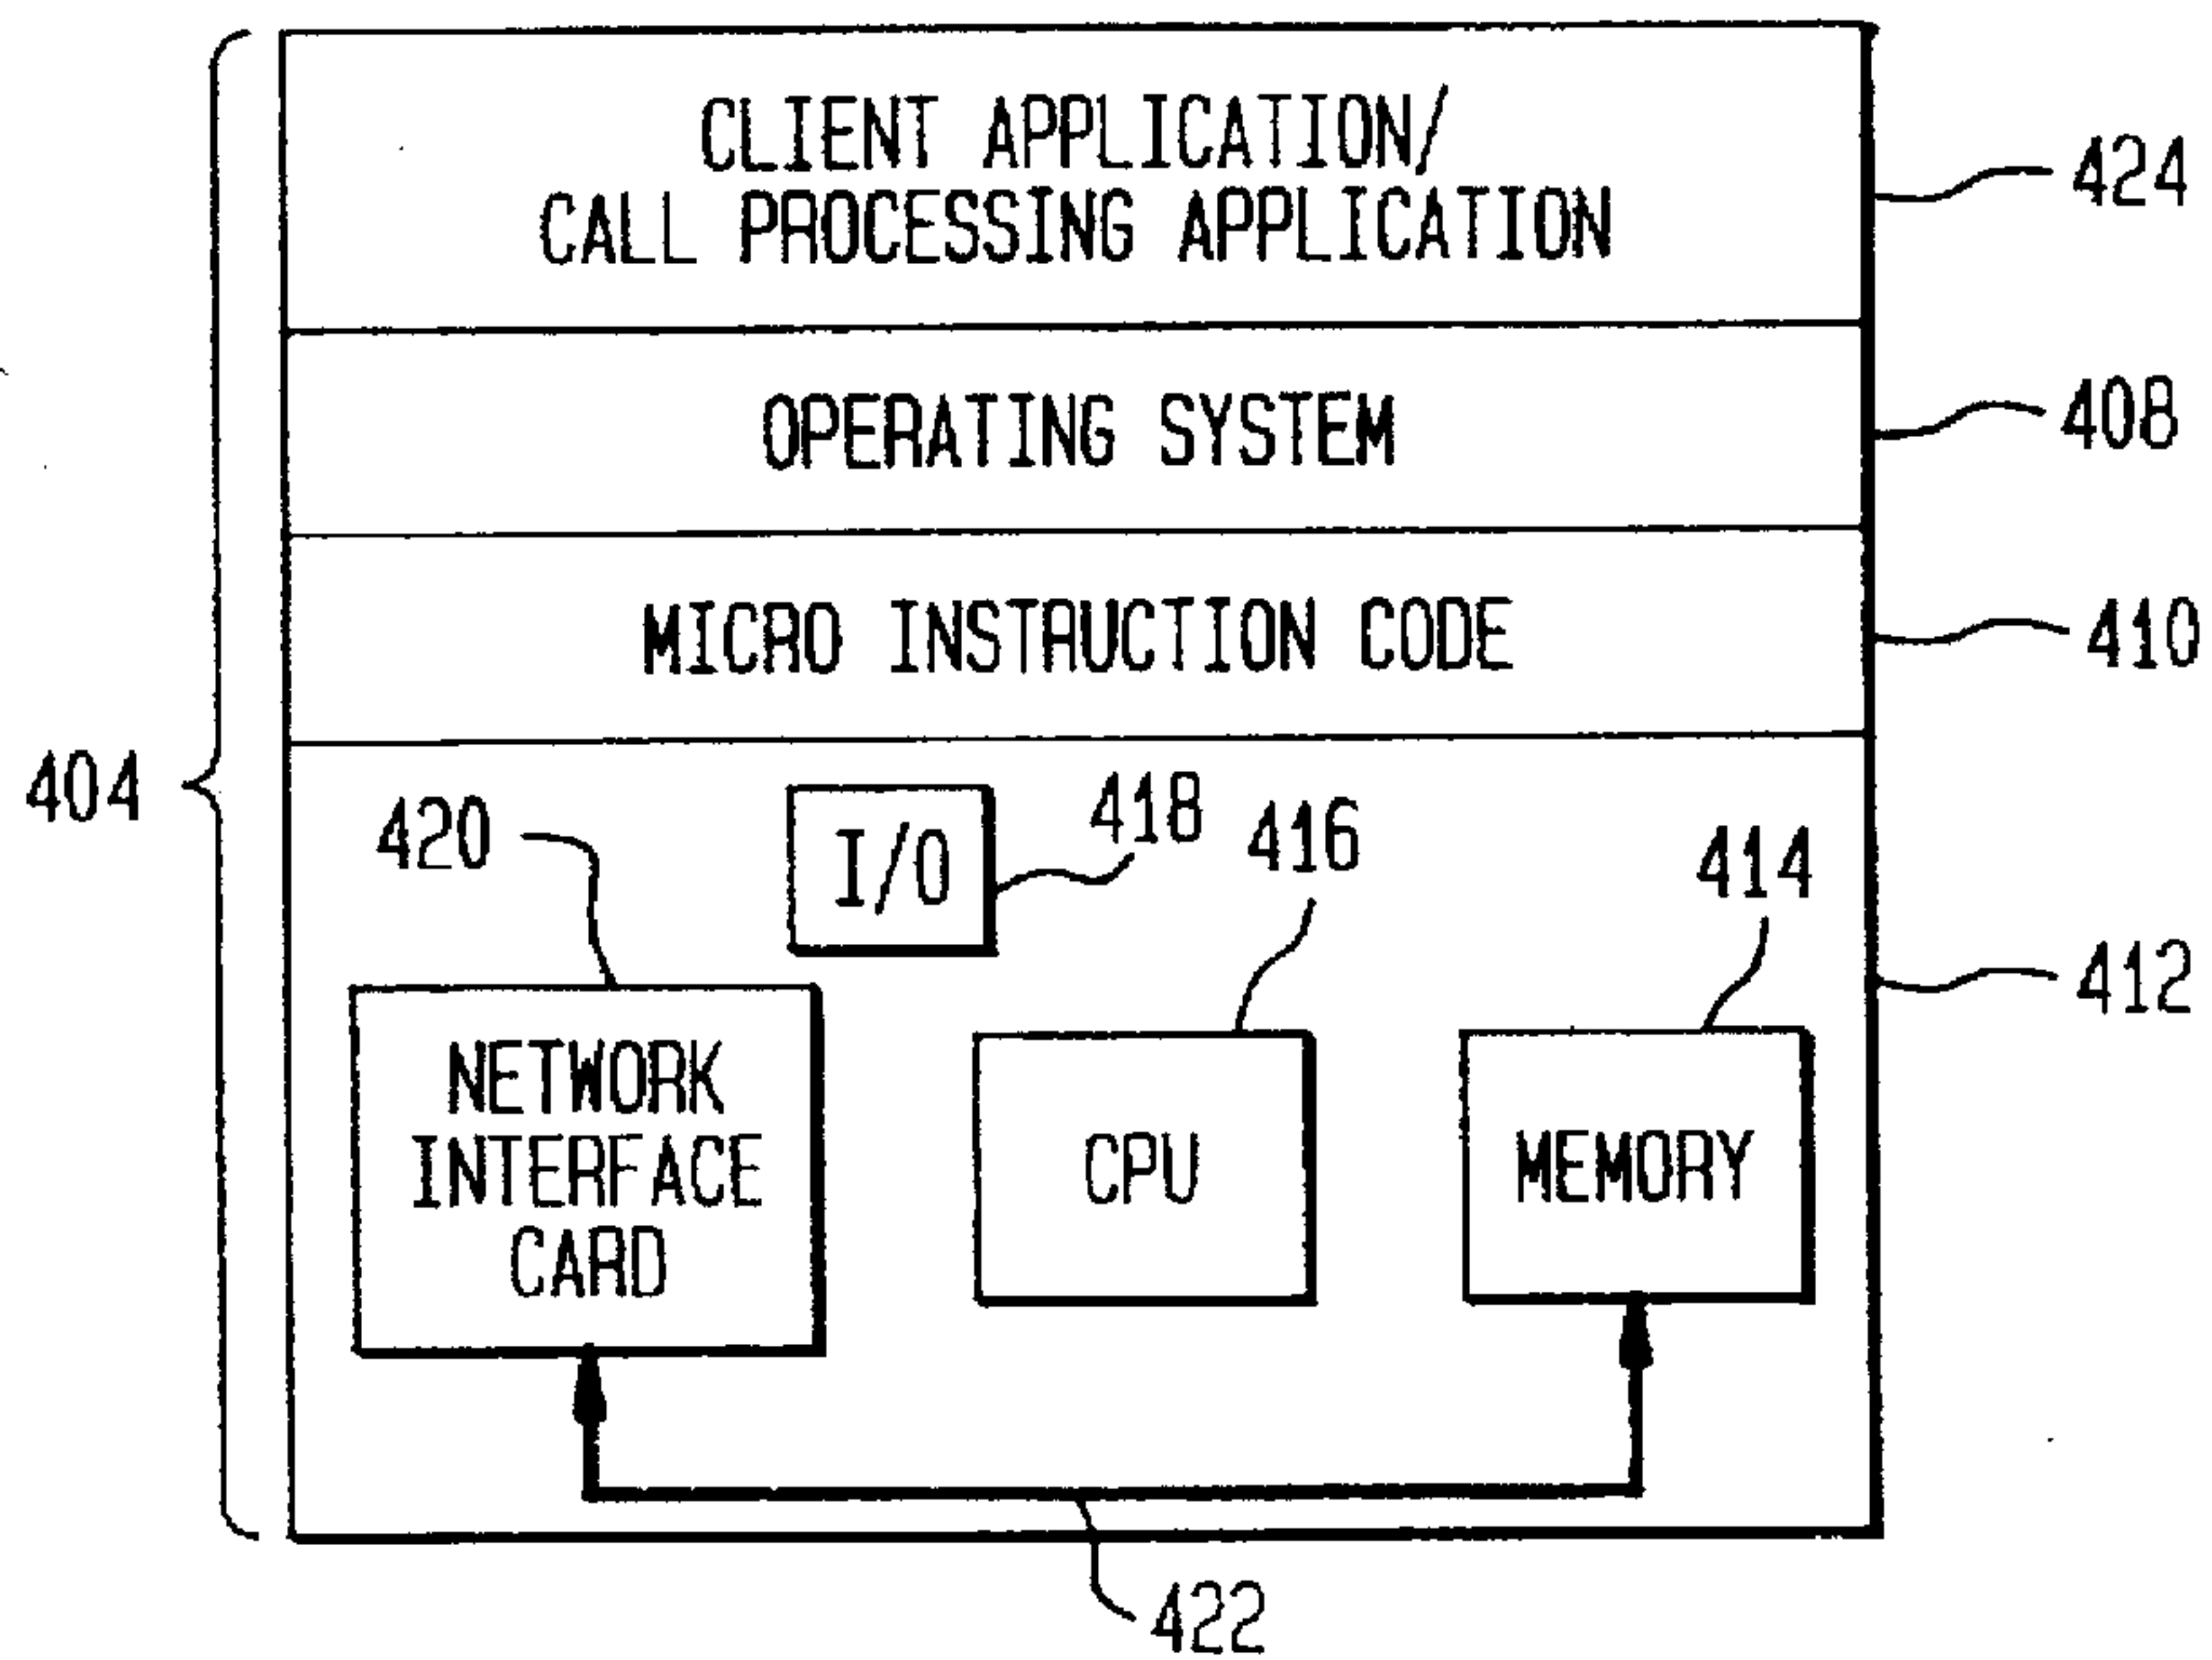 CLIENT APPLICATION/
CALL PROCESSING APPLICATION
424
OPERATING SYSTEM
408
MICRO INSTRUCTION CODE
410
404
420
I/O
418
416
414
412
NETWORK
INTERFACE
CARD
CPU
MEMORY
422